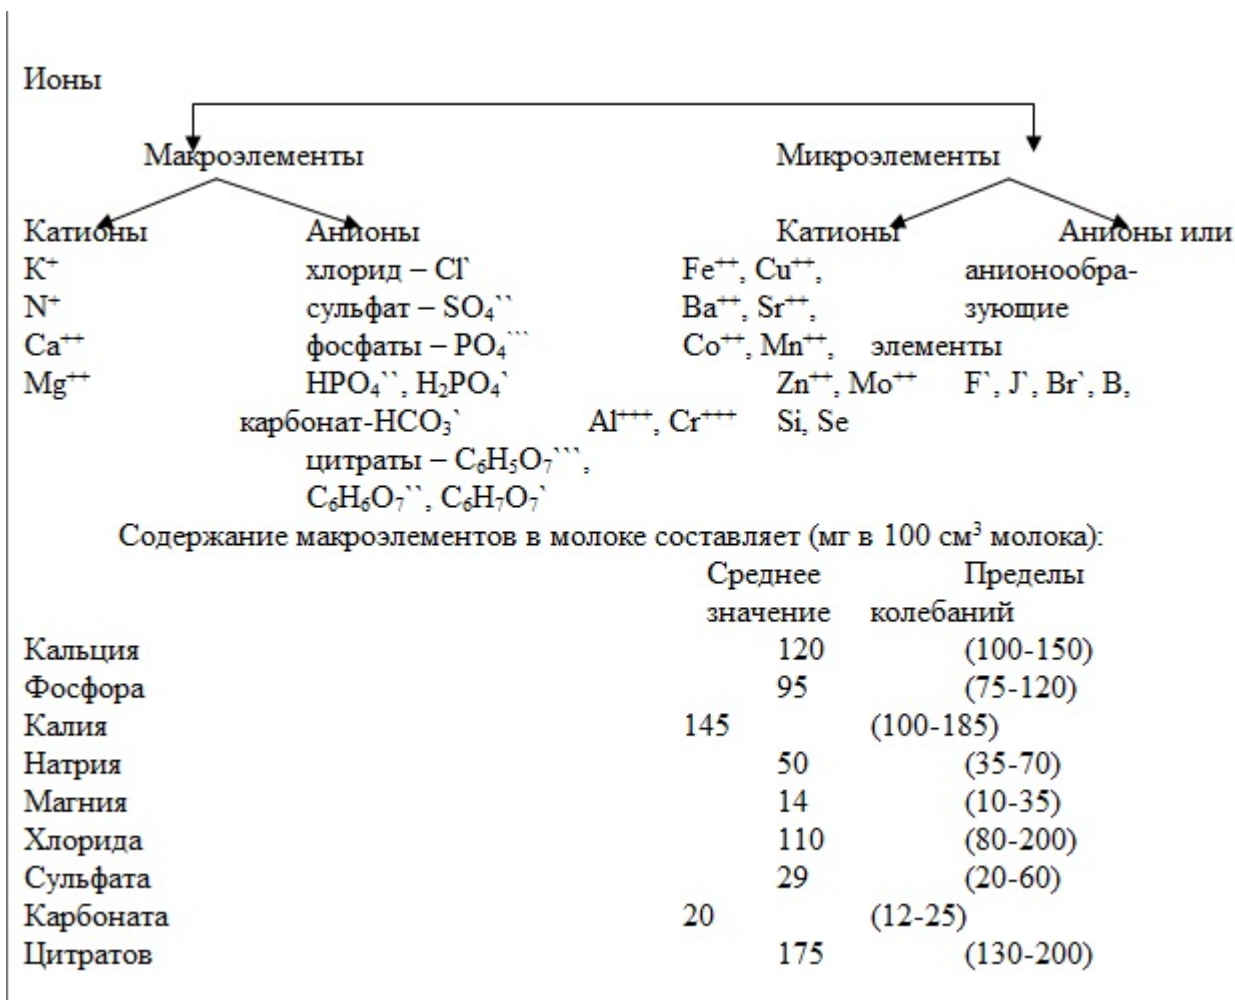 Ионы
Макроэлементы Микроэлементы
Катионы Анионы Катионы Анионы или
K⁺ хлорид – Cl` Fe⁺⁺, Cu⁺⁺, анионообра-
N⁺ сульфат – SO₄`` Ba⁺⁺, Sr⁺⁺, зующие
Ca⁺⁺ фосфаты – PO₄``` Co⁺⁺, Mn⁺⁺, элементы
Mg⁺⁺ HPO₄``, H₂PO₄` Zn⁺⁺, Mo⁺⁺ F`, J`, Br`, B,
карбонат-HCO₃` Al⁺⁺⁺, Cr⁺⁺⁺ Si, Se
цитраты – C₆H₅O₇```,
C₆H₆O₇``, C₆H₇O₇`
Содержание макроэлементов в молоке составляет (мг в 100 см³ молока):
Среднее Пределы
значение колебаний
Кальция 120 (100-150)
Фосфора 95 (75-120)
Калия 145 (100-185)
Натрия 50 (35-70)
Магния 14 (10-35)
Хлорида 110 (80-200)
Сульфата 29 (20-60)
Карбоната 20 (12-25)
Цитратов 175 (130-200)